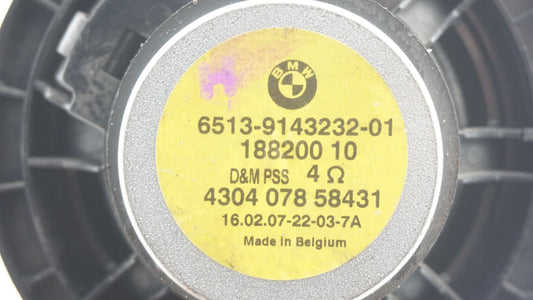 BMW
6513-9143232-01
188200 10
D&M PSS 4 Ω
4304 078 58431
16.02.07-22-03-7A
Made in Belgium